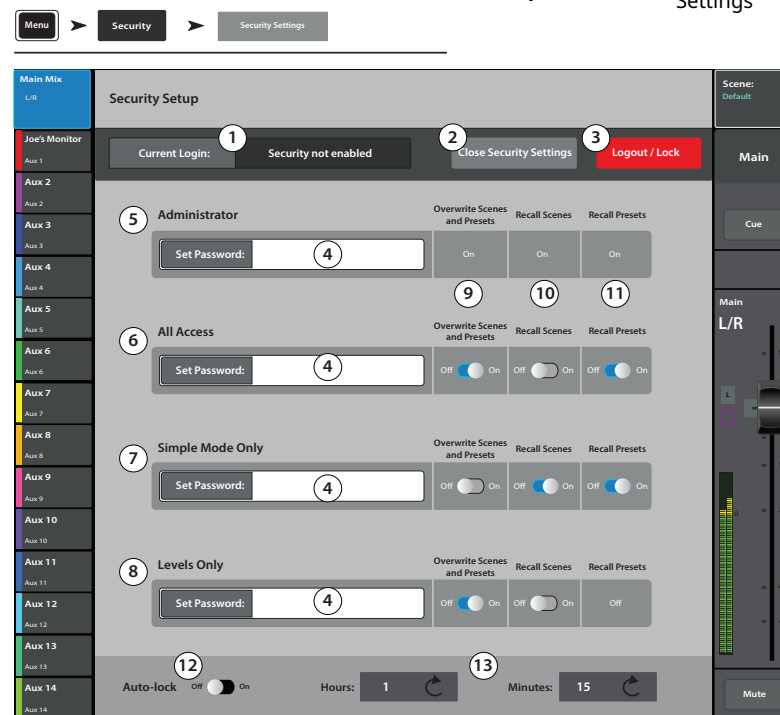 Settings
Menu Security Security Settings
Main Mix
L/R
Security Setup
Scene:
Default
1 2 3
Current Login: Security not enabled Close Security Settings Logout / Lock
Joe's Monitor
Aux 1
Main
Aux 2
Aux 2
5 Administrator Overwrite Scenes and Presets Recall Scenes Recall Presets
Set Password: 4 On On On
Aux 3
Aux 3
Cue
Aux 4
Aux 4
9 10 11
Aux 5
Aux 5
Main
L/R
6 All Access Overwrite Scenes and Presets Recall Scenes Recall Presets
Set Password: 4 Off On Off On Off On
Aux 6
Aux 6
Aux 7
Aux 7
L
Aux 8
Aux 8
7 Simple Mode Only Overwrite Scenes and Presets Recall Scenes Recall Presets
Set Password: 4 Off On Off On Off On
Aux 9
Aux 9
Aux 10
Aux 10
0
Aux 11
Aux 11
8 Levels Only Overwrite Scenes and Presets Recall Scenes Recall Presets
Set Password: 4 Off On Off On Off
Aux 12
Aux 12
Aux 13
Aux 13
12 13
Auto-lock Off On Hours: 1 Minutes: 15
Aux 14
Aux 14
Mute